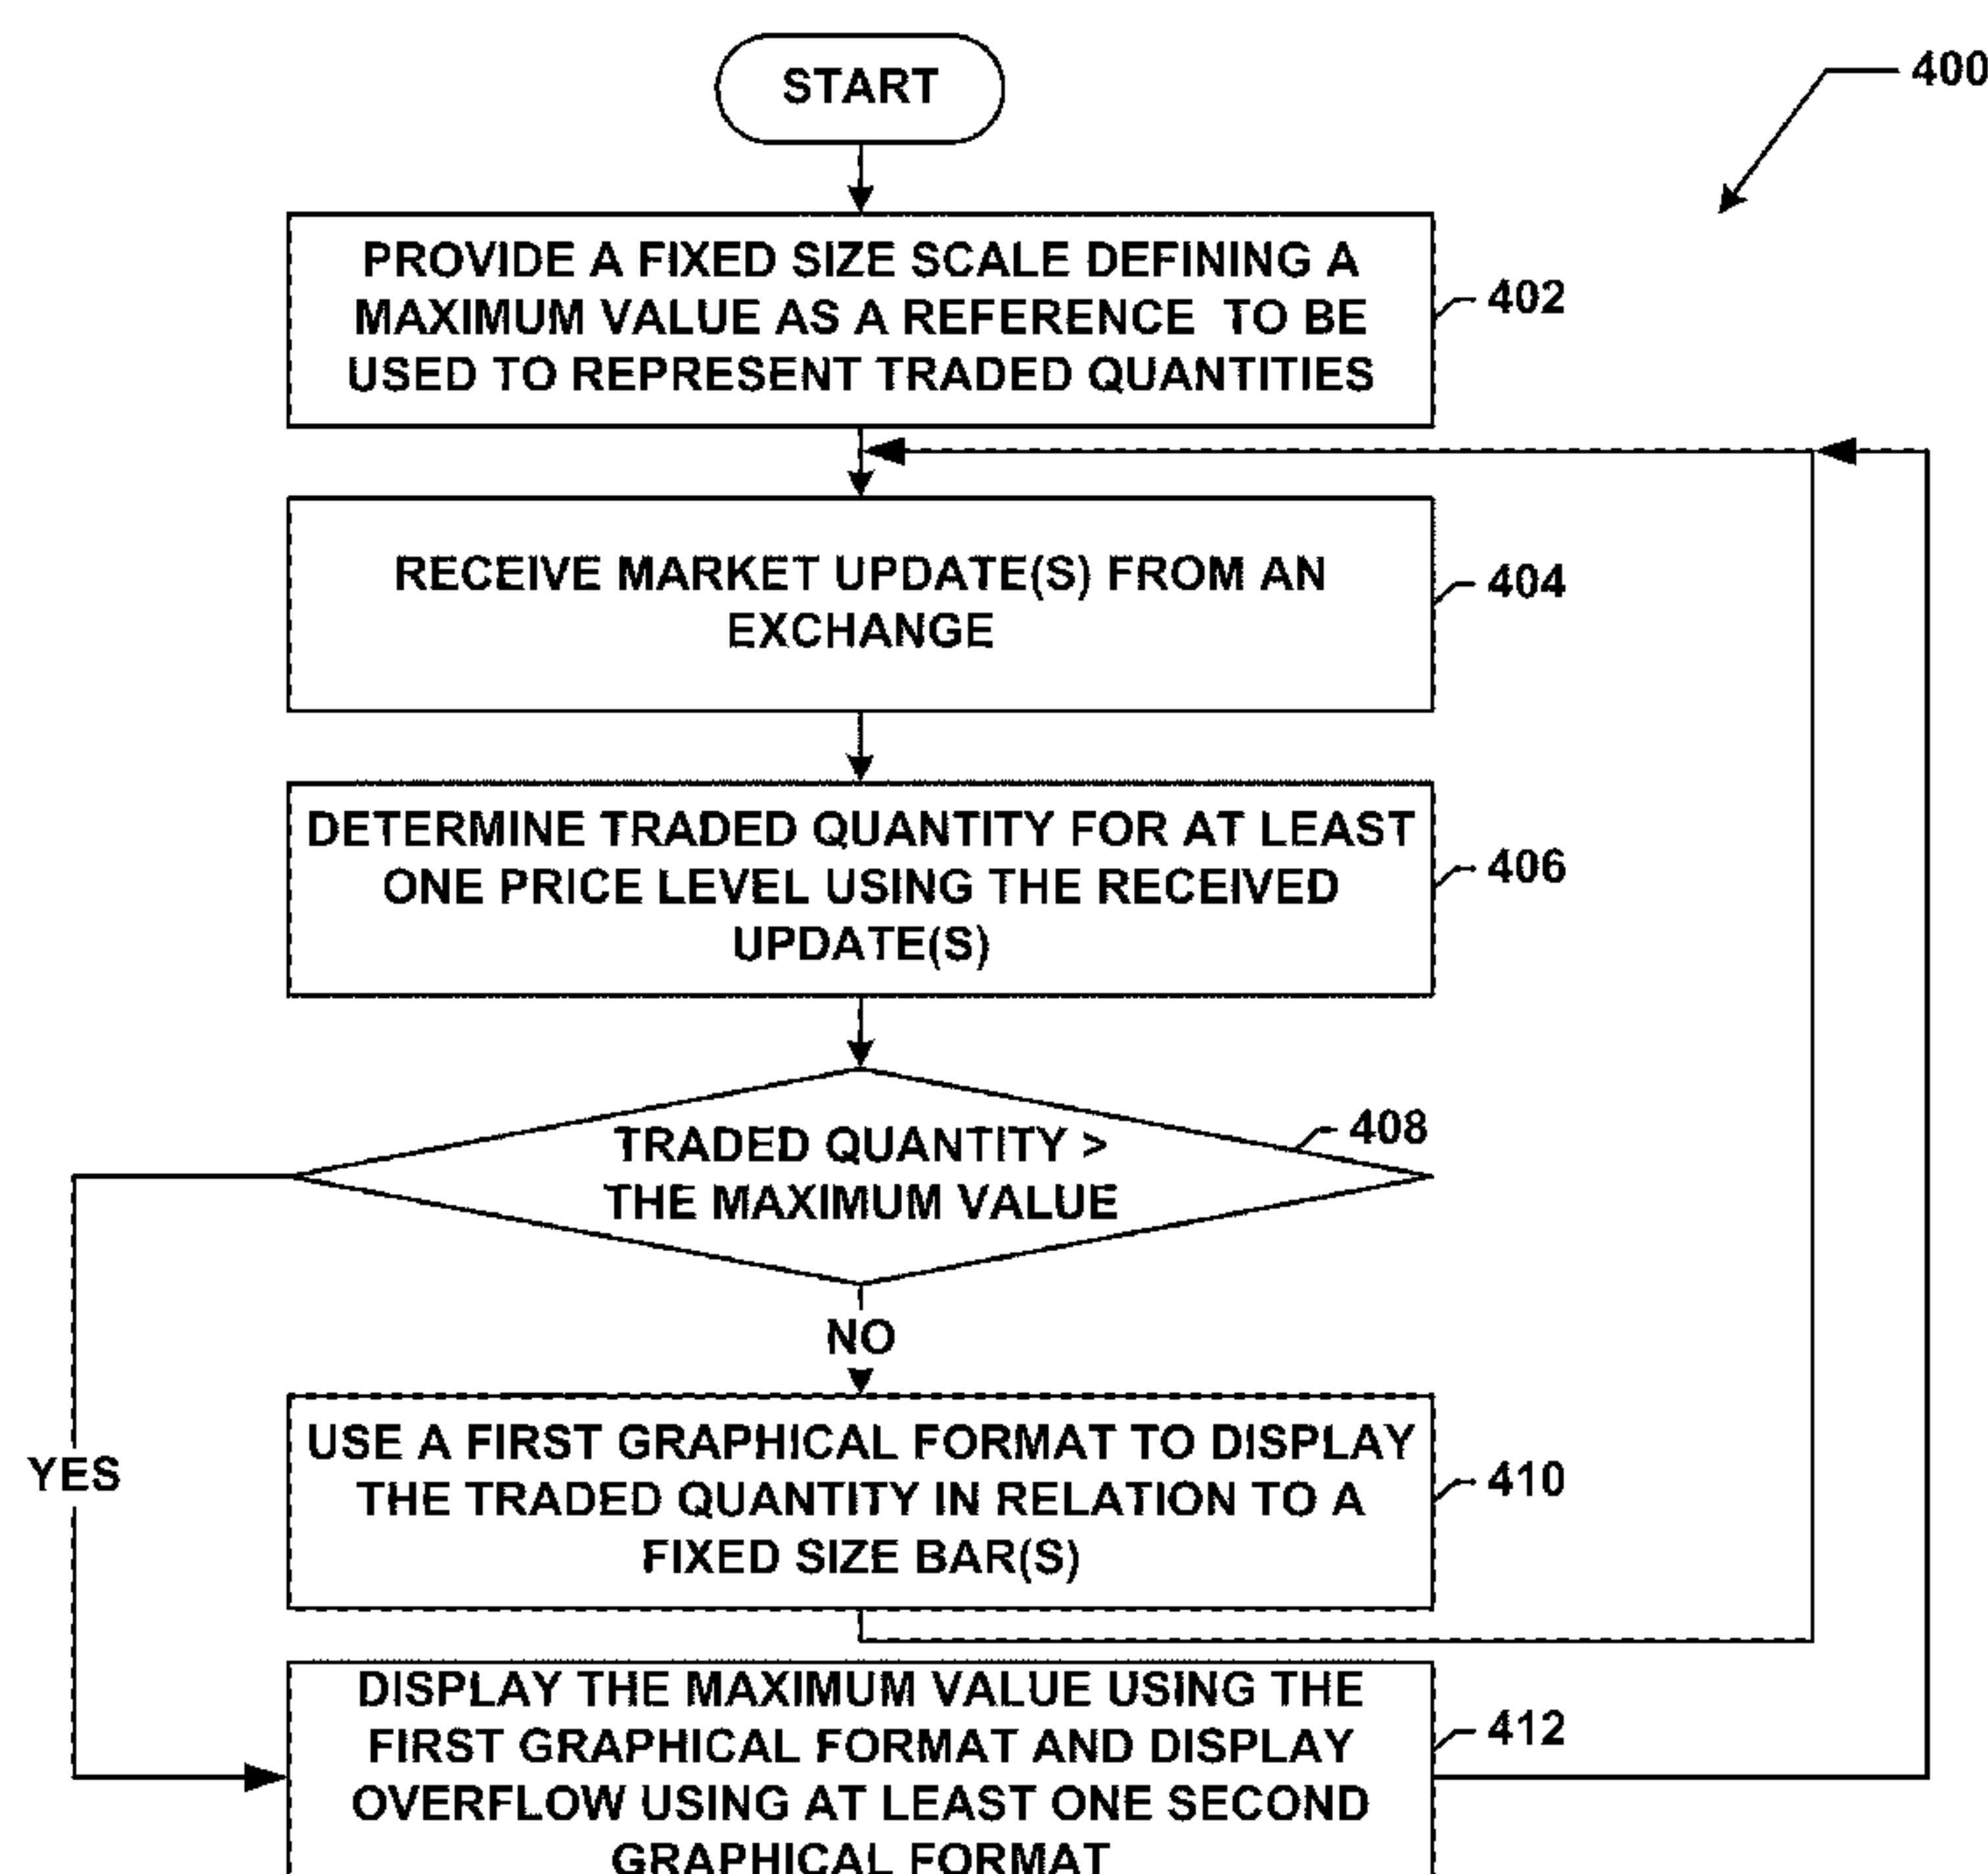 START
400
PROVIDE A FIXED SIZE SCALE DEFINING A
MAXIMUM VALUE AS A REFERENCE TO BE
USED TO REPRESENT TRADED QUANTITIES
402
RECEIVE MARKET UPDATE(S) FROM AN
EXCHANGE
404
DETERMINE TRADED QUANTITY FOR AT LEAST
ONE PRICE LEVEL USING THE RECEIVED
UPDATE(S)
406
TRADED QUANTITY >
THE MAXIMUM VALUE
408
NO
YES
USE A FIRST GRAPHICAL FORMAT TO DISPLAY
THE TRADED QUANTITY IN RELATION TO A
FIXED SIZE BAR(S)
410
DISPLAY THE MAXIMUM VALUE USING THE
FIRST GRAPHICAL FORMAT AND DISPLAY
OVERFLOW USING AT LEAST ONE SECOND
GRAPHICAL FORMAT
412